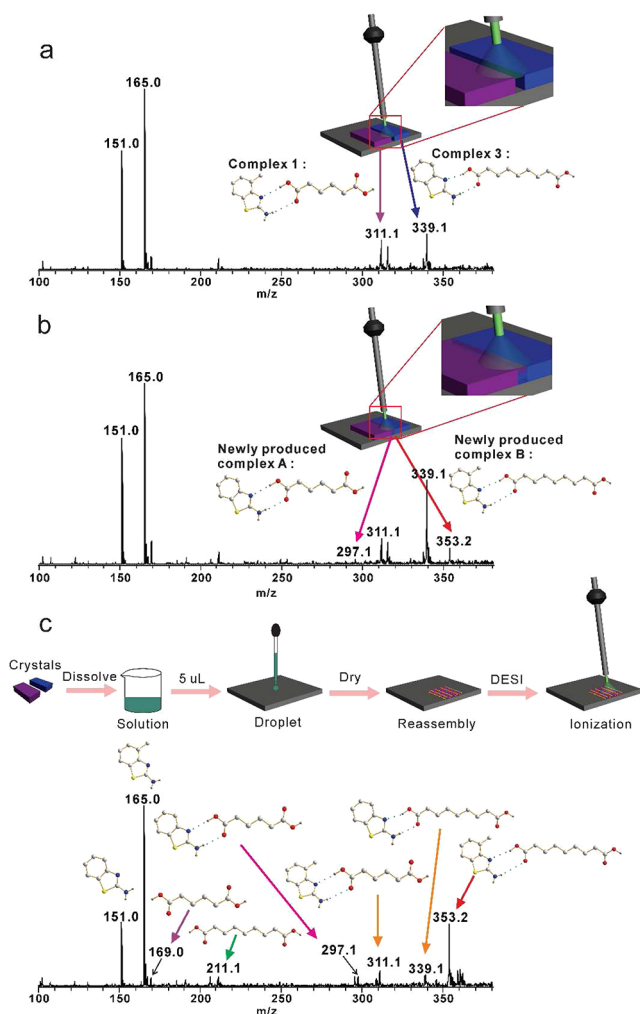 a
165.0
151.0
Complex 1 :
Complex 3 :
311.1
339.1
100 150 200 250 300 350
m/z
b
165.0
151.0
Newly produced
complex A :
Newly produced
complex B :
339.1
311.1
297.1
353.2
100 150 200 250 300 350
m/z
c
Crystals
Dissolve
5 uL
Dry
DESI
Solution
Droplet
Reassembly
Ionization
165.0
151.0
169.0
211.1
297.1
311.1
339.1
353.2
100 150 200 250 300 350
m/z